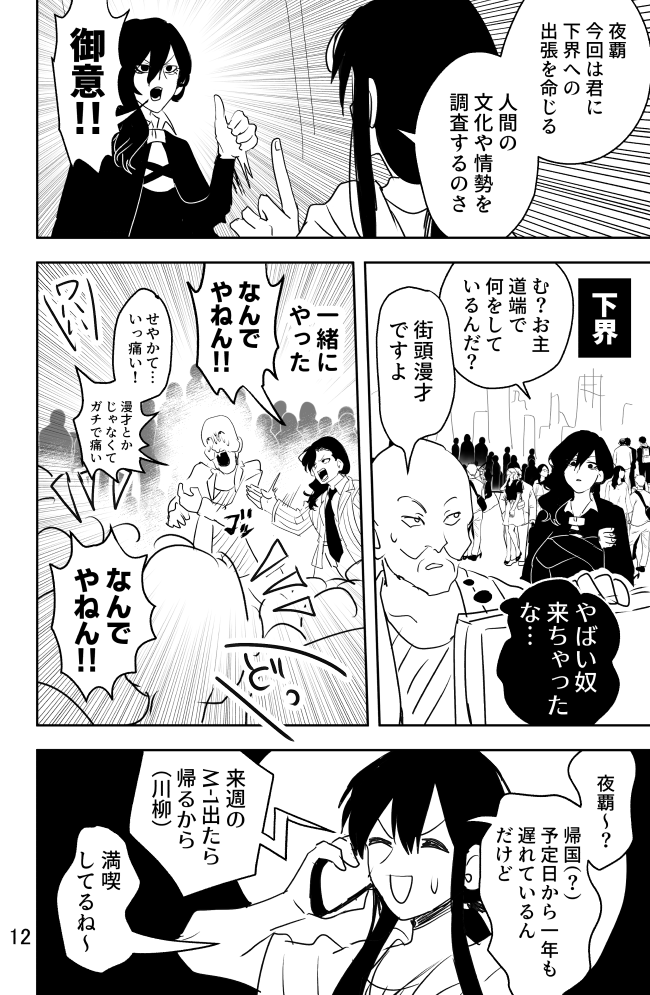 夜覇
今回は君に
下界への
出張を命じる
人間の
文化や情勢を
調査するのさ
御意!!
下界
む？お主
道端で
何をして
いるんだ？
街頭漫才
ですよ
やばい奴
来ちゃった
な…
一緒に
やった
なんで
やねん!!
せやかて…
いっ痛い！
漫才とか
じゃなくて
ガチで痛い
ワハハ
ゴッ
なんで
やねん!!
どっ
夜覇〜？
帰国(？)
予定日から一年も
遅れているん
だけど
来週の
M-1出たら
帰るから
(川柳)
満喫
してるね〜
12